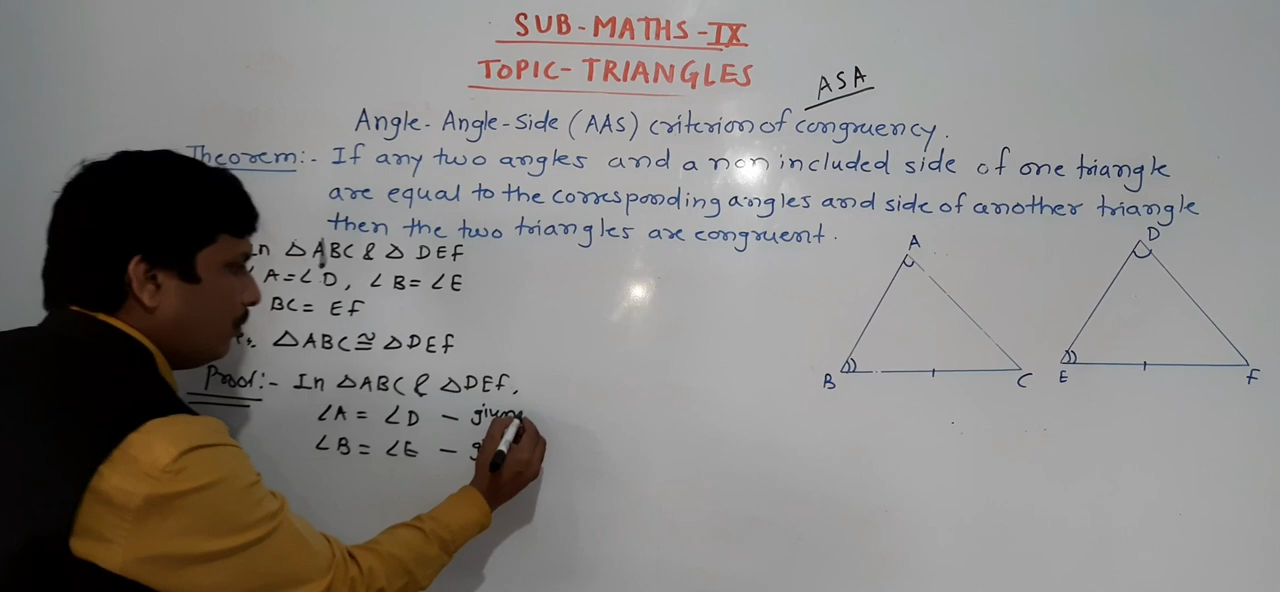 SUB-MATHS-IX
TOPIC-TRIANGLES
ASA
Angle-Angle-Side (AAS) criterion of congruency.
Theorem:- If any two angles and a non included side of one triangle
are equal to the corresponding angles and side of another triangle
then the two triangles are congruent.
In △ABC & △DEF
A=∠D, ∠B=∠E
BC=EF
△ABC≅△DEF
Proof:- In △ABC & △DEF,
∠A=∠D - given
∠B=∠E -
A
B
C
D
E
F